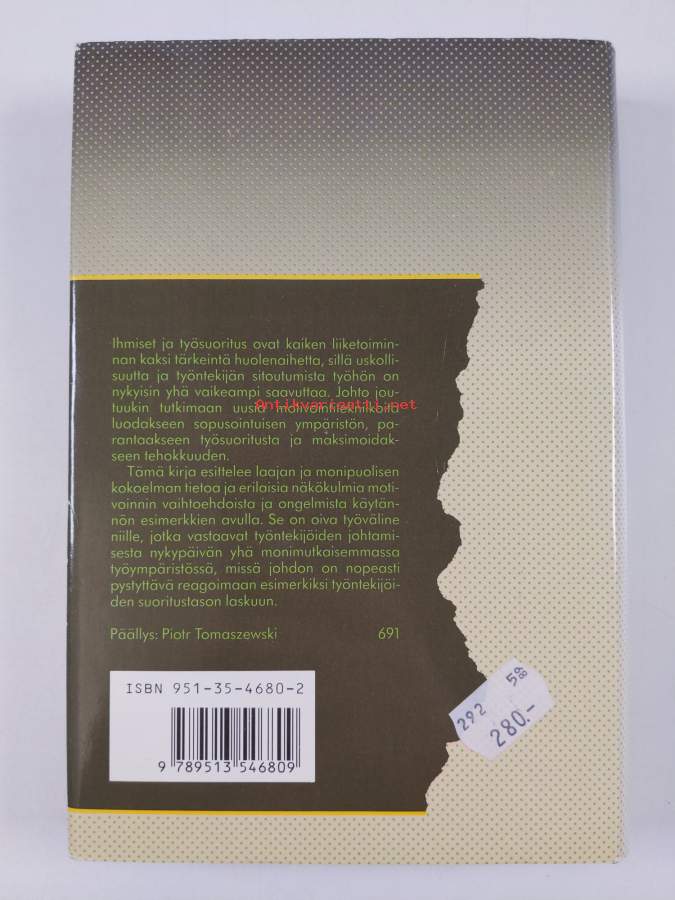 Ihmiset ja työsuoritus ovat kaiken liiketoimin-
nan kaksi tärkeintä huolenaihetta, sillä uskolli-
suutta ja työntekijän sitoutumista työhön on
nykyisin yhä vaikeampi saavuttaa. Johto jou-
tuukin tutkimaan uusia motivointitekniikoita
luodakseen sopusointuisen ympäristön, pa-
rantaakseen työsuoritusta ja maksimoidak-
seen tehokkuuden.
Tämä kirja esittelee laajan ja monipuolisen
kokoelman tietoa ja erilaisia näkökulmia moti-
voinnin vaihtoehdoista ja ongelmista käytän-
nön esimerkkien avulla. Se on oiva työväline
niille, jotka vastaavat työntekijöiden johtami-
sesta nykypäivän yhä monimutkaisemmassa
työympäristössä, missä johdon on nopeasti
pystyttävä reagoimaan esimerkiksi työntekijöi-
den suoritustason laskuun.
Päällys: Piotr Tomaszewski 691
ISBN 951-35-4680-2
9 789513 546809
292 589
280.-
Antikvariantti.net